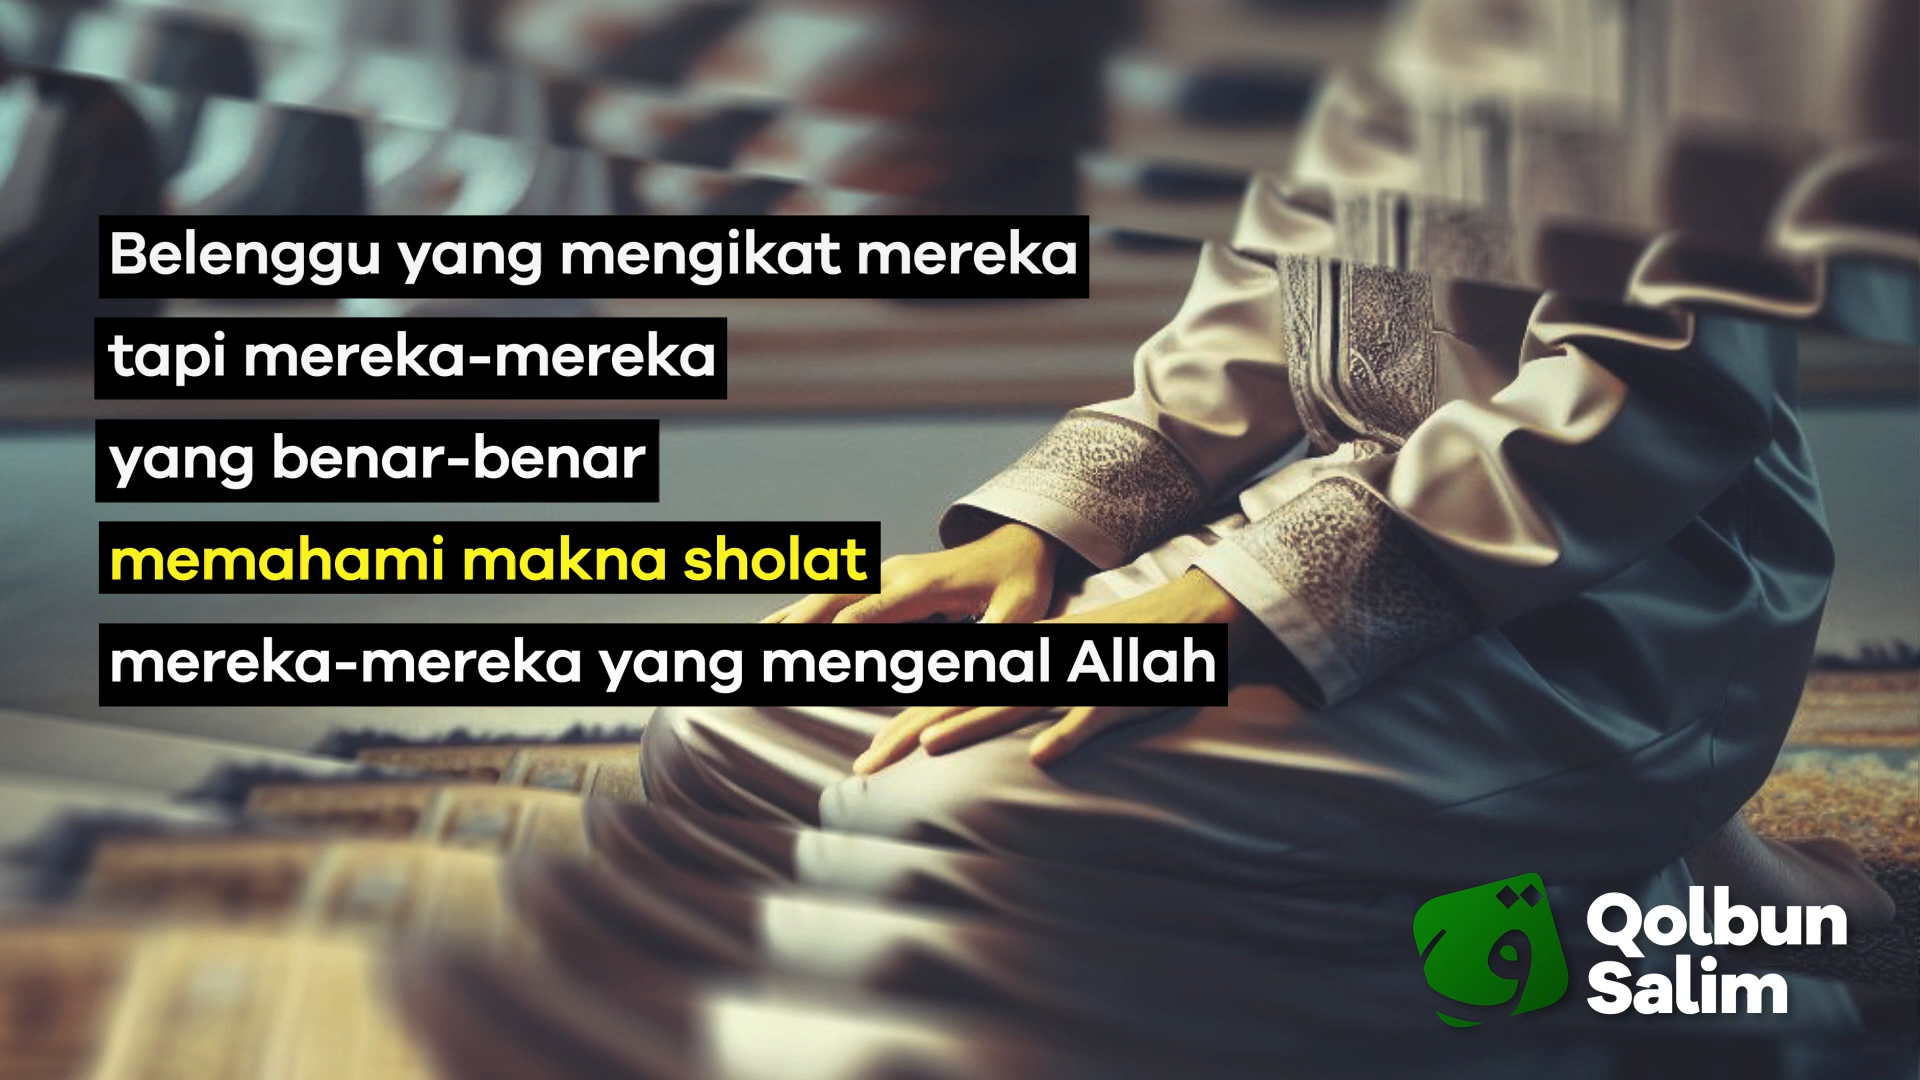 Belenggu yang mengikat mereka
tapi mereka-mereka
yang benar-benar
memahami makna sholat
mereka-mereka yang mengenal Allah
Qolbun
Salim